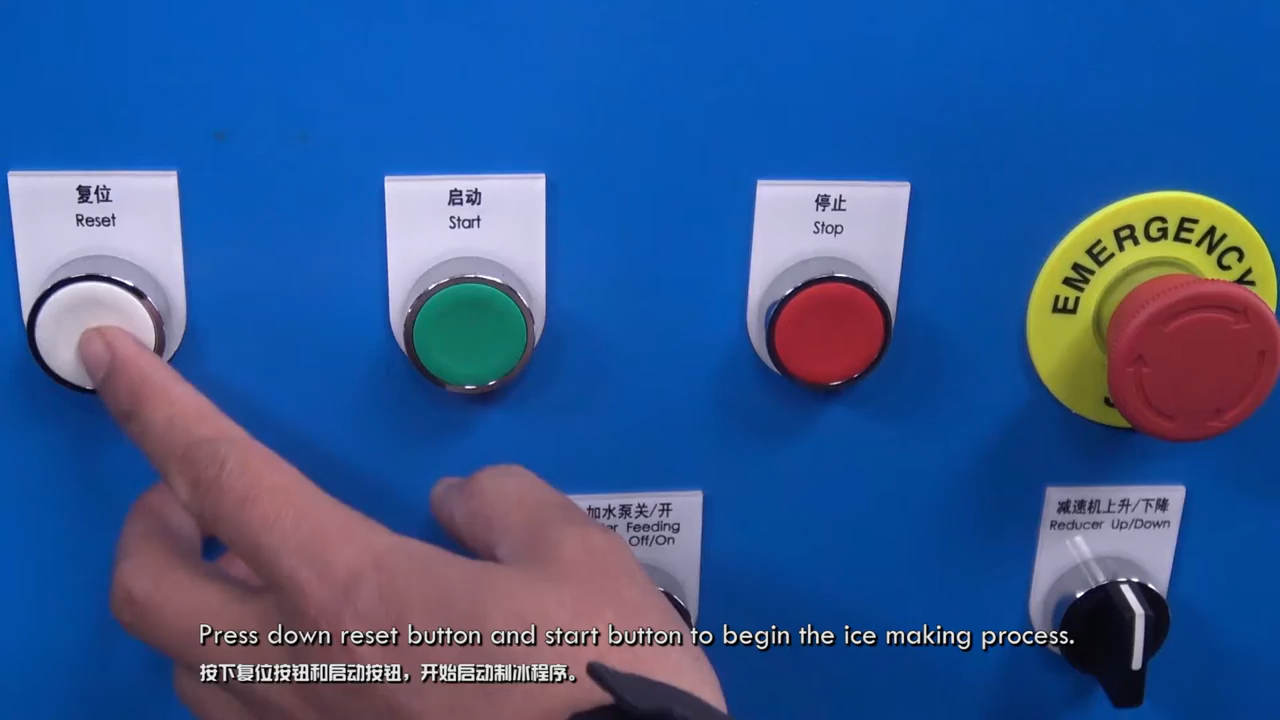 复位
Reset
启动
Start
停止
Stop
EMERGENCY
加水泵关/开
Feeding
Off/On
减速机上升/下降
Reducer Up/Down
Press down reset button and start button to begin the ice making process.
按下复位按钮和启动按钮，开始启动制冰程序。